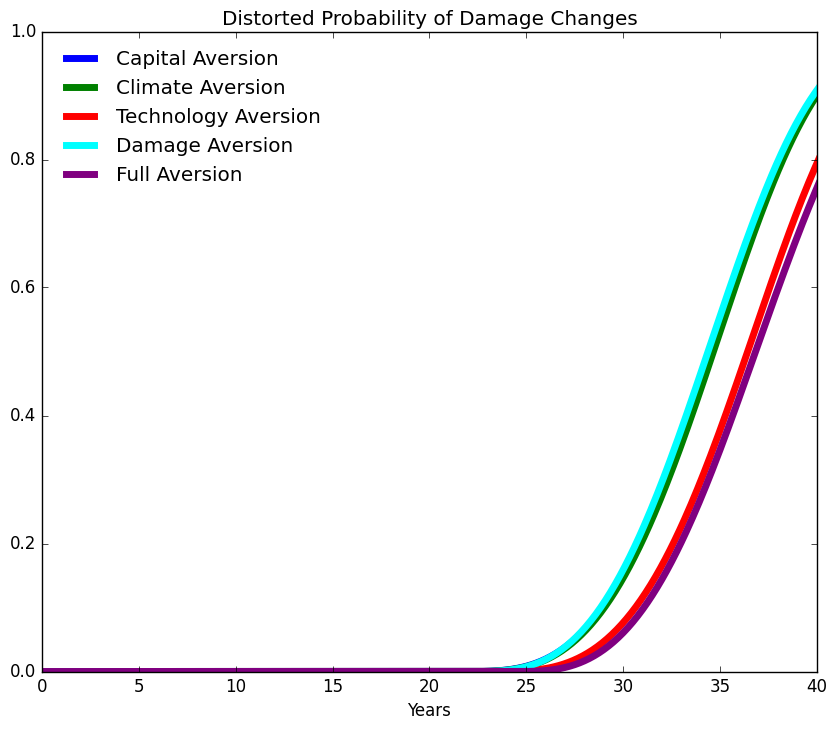 Distorted Probability of Damage Changes
1.0
Capital Aversion
Climate Aversion
Technology Aversion
Damage Aversion
Full Aversion
0.8
0.6
0.4
0.2
0.0
0 5 10 15 20 25 30 35 40
Years